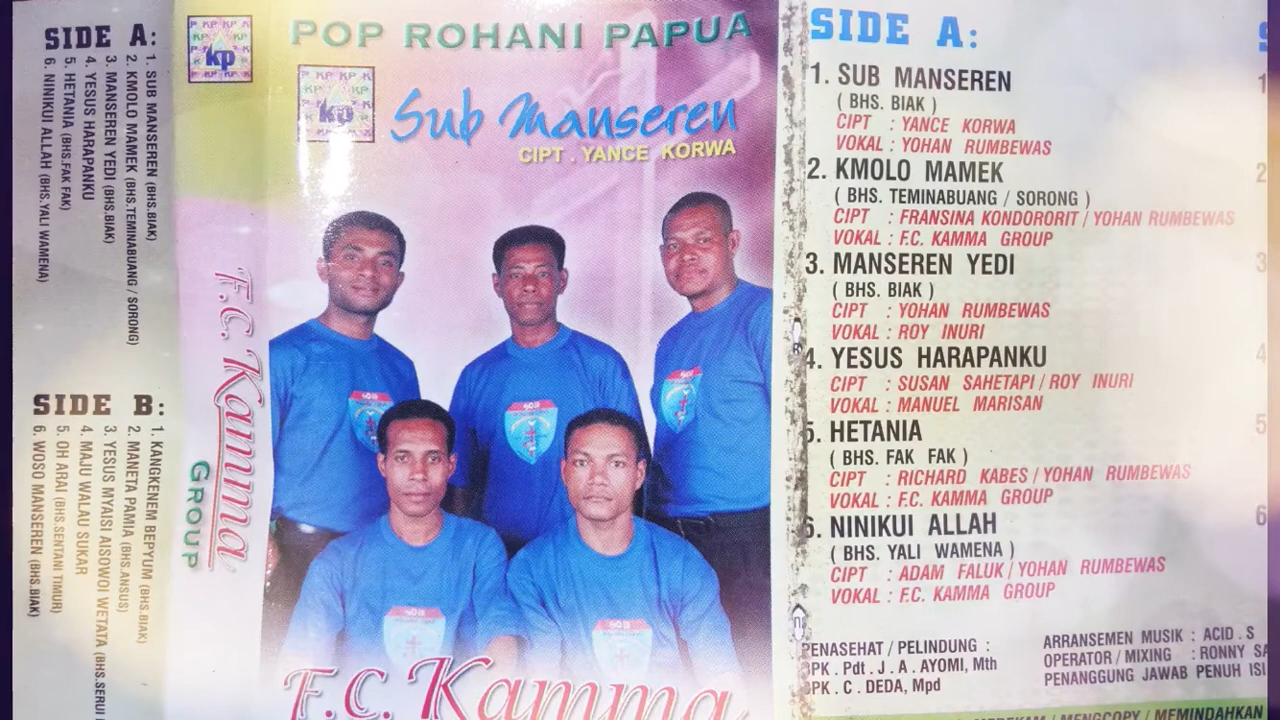 SIDE A:
1. SUB MANSEREN (BHS.BIAK)
2. KMOLO MAMEK (BHS.TEMINABUANG / SORONG)
3. MANSEREN YEDI (BHS.BIAK)
4. YESUS HARAPANKU
5. HETANIA (BHS.FAK FAK)
6. NINIKUI ALLAH (BHS.YALI WAMENA)
SIDE B:
1. KANGKENEM BEPYUM (BHS.BIAK)
2. MANETA PAMIA (BHS.ANSUS)
3. YESUS MYAISI AISOWOI WETATA (BHS.SERUI
4. MAJU WALAU SUKAR
5. OH ARAI (BHS.SENTANI TIMUR)
6. WOSO MANSEREN (BHS.BIAK)
kp
F.C. Kamma
GROUP
POP ROHANI PAPUA
kp
Sub Manseren
CIPT . YANCE KORWA
F.C. Kamma
SIDE A:
1. SUB MANSEREN
( BHS. BIAK )
CIPT : YANCE KORWA
VOKAL : YOHAN RUMBEWAS
2. KMOLO MAMEK
( BHS. TEMINABUANG / SORONG )
CIPT : FRANSINA KONDORORIT / YOHAN RUMBEWAS
VOKAL : F.C. KAMMA GROUP
3. MANSEREN YEDI
( BHS. BIAK )
CIPT : YOHAN RUMBEWAS
VOKAL : ROY INURI
4. YESUS HARAPANKU
CIPT : SUSAN SAHETAPI / ROY INURI
VOKAL : MANUEL MARISAN
5. HETANIA
( BHS. FAK FAK )
CIPT : RICHARD KABES / YOHAN RUMBEWAS
VOKAL : F.C. KAMMA GROUP
6. NINIKUI ALLAH
( BHS. YALI WAMENA )
CIPT : ADAM FALUK / YOHAN RUMBEWAS
VOKAL : F.C. KAMMA GROUP
PENASEHAT / PELINDUNG :
BPK . Pdt . J . A . AYOMI, Mth
BPK . C . DEDA, Mpd
ARRANSEMEN MUSIK : ACID . S
OPERATOR / MIXING : RONNY SA
PENANGGUNG JAWAB PENUH ISI
MEREKAM / MENGCOPY / MEMINDAHKAN